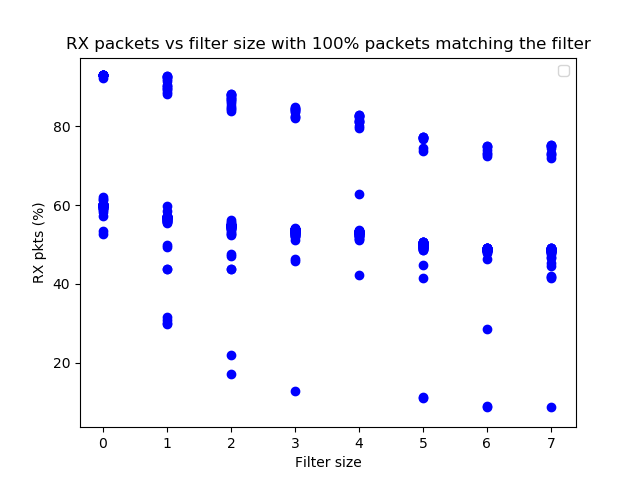 RX packets vs filter size with 100% packets matching the filter
80
60
40
20
RX pkts (%)
0 1 2 3 4 5 6 7
Filter size